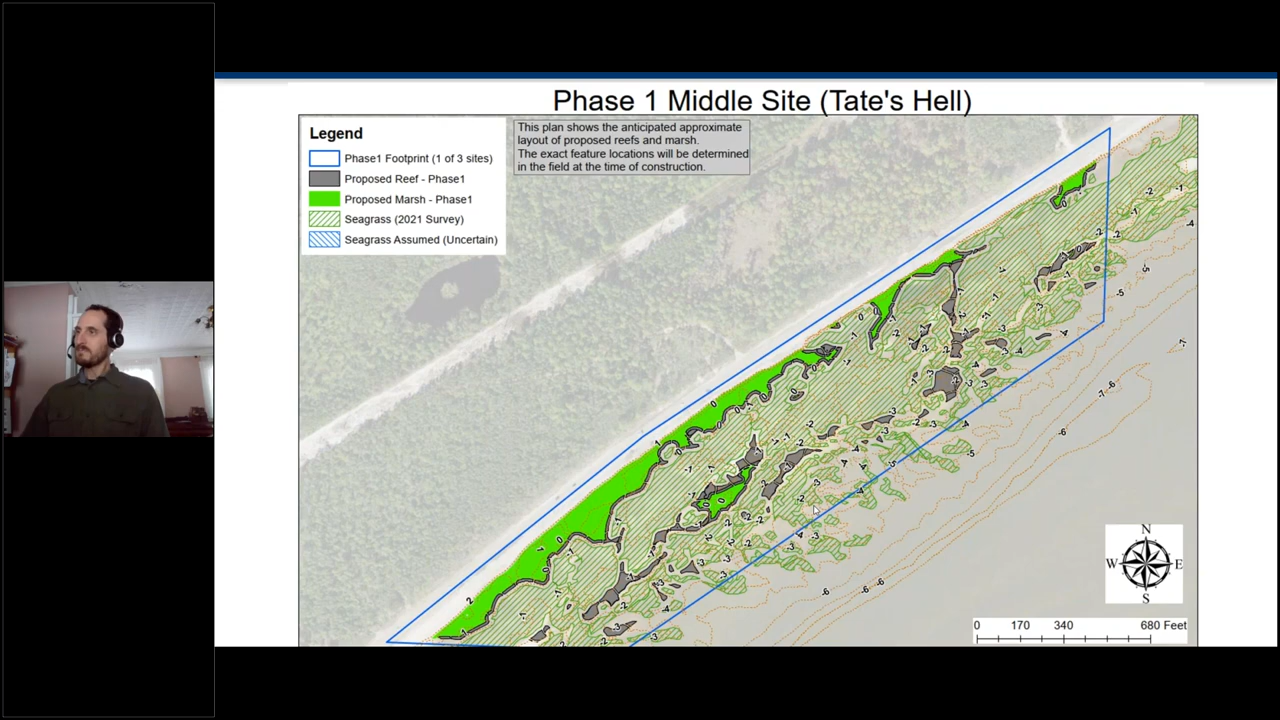 Phase 1 Middle Site (Tate's Hell)
Legend
Phase1 Footprint (1 of 3 sites)
Proposed Reef - Phase1
Proposed Marsh - Phase1
Seagrass (2021 Survey)
Seagrass Assumed (Uncertain)
This plan shows the anticipated approximate
layout of proposed reefs and marsh.
The exact feature locations will be determined
in the field at the time of construction.
N
W E
S
0 170 340 680 Feet